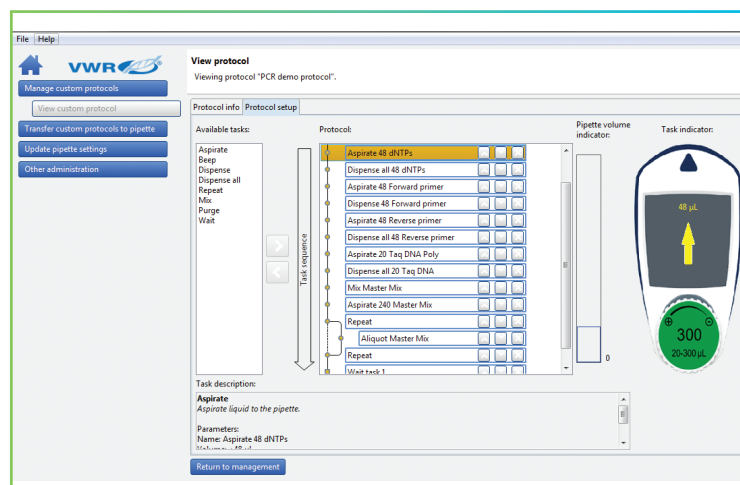 File Help
VWR
Manage custom protocols
View custom protocol
Transfer custom protocols to pipette
Update pipette settings
Other administration
View protocol
Viewing protocol "PCR demo protocol".
Protocol info Protocol setup
Available tasks:
Aspirate
Beep
Dispense
Dispense all
Repeat
Mix
Purge
Wait
Task sequence
Protocol:
Aspirate 48 dNTPs
Dispense all 48 dNTPs
Aspirate 48 Forward primer
Dispense 48 Forward primer
Aspirate 48 Reverse primer
Dispense all 48 Reverse primer
Aspirate 20 Taq DNA Poly
Dispense all 20 Taq DNA
Mix Master Mix
Aspirate 240 Master Mix
Repeat
Aliquot Master Mix
Repeat
Wait task 1
Pipette volume
indicator:
0
Task indicator:
48 µL
300
20-300 µL
Task description:
Aspirate
Aspirate liquid to the pipette.
Parameters:
Name: Aspirate 48 dNTPs
Return to management